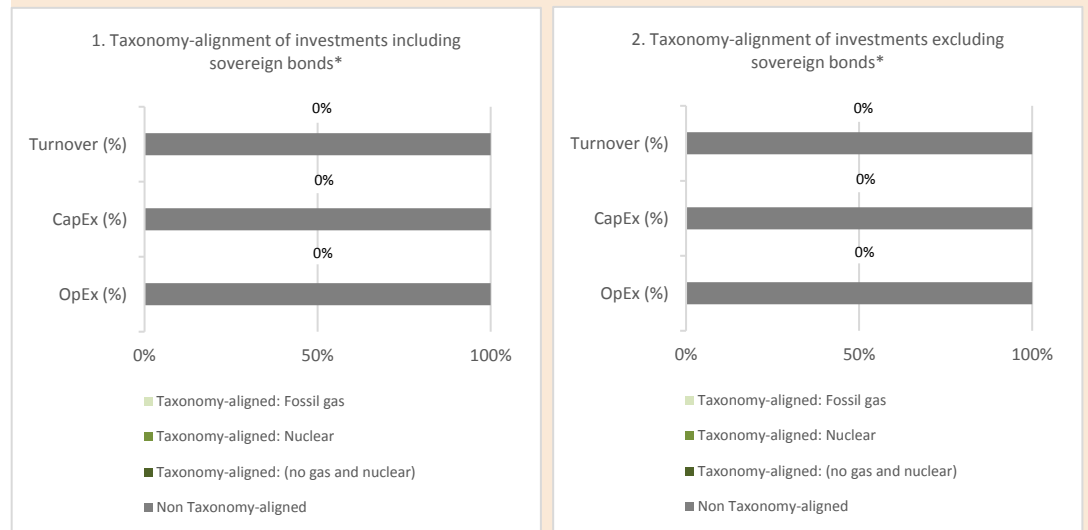 1. Taxonomy-alignment of investments including
sovereign bonds*
0%
Turnover (%)
0%
CapEx (%)
0%
OpEx (%)
0%
50%
100%
Taxonomy-aligned: Fossil gas
Taxonomy-aligned: Nuclear
Taxonomy-aligned: (no gas and nuclear)
Non Taxonomy-aligned
2. Taxonomy-alignment of investments excluding
sovereign bonds*
0%
Turnover (%)
0%
CapEx (%)
0%
OpEx (%)
0%
50%
100%
Taxonomy-aligned: Fossil gas
Taxonomy-aligned: Nuclear
Taxonomy-aligned: (no gas and nuclear)
Non Taxonomy-aligned